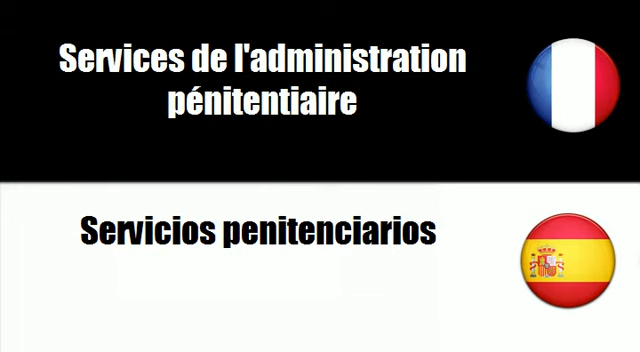 Services de l'administration
pénitentiaire
Servicios penitenciarios